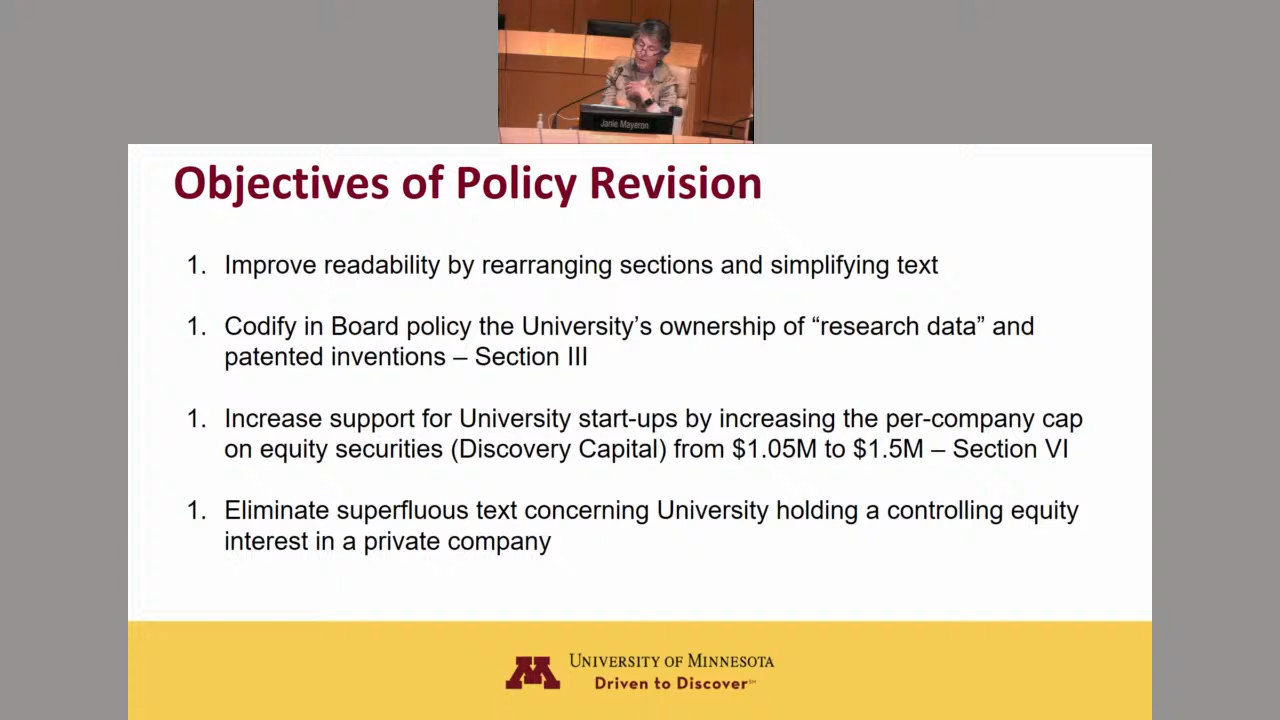 Janie Mayeron
Objectives of Policy Revision
1. Improve readability by rearranging sections and simplifying text
1. Codify in Board policy the University’s ownership of “research data” and
patented inventions – Section III
1. Increase support for University start-ups by increasing the per-company cap
on equity securities (Discovery Capital) from $1.05M to $1.5M – Section VI
1. Eliminate superfluous text concerning University holding a controlling equity
interest in a private company
M
UNIVERSITY OF MINNESOTA
Driven to Discover℠